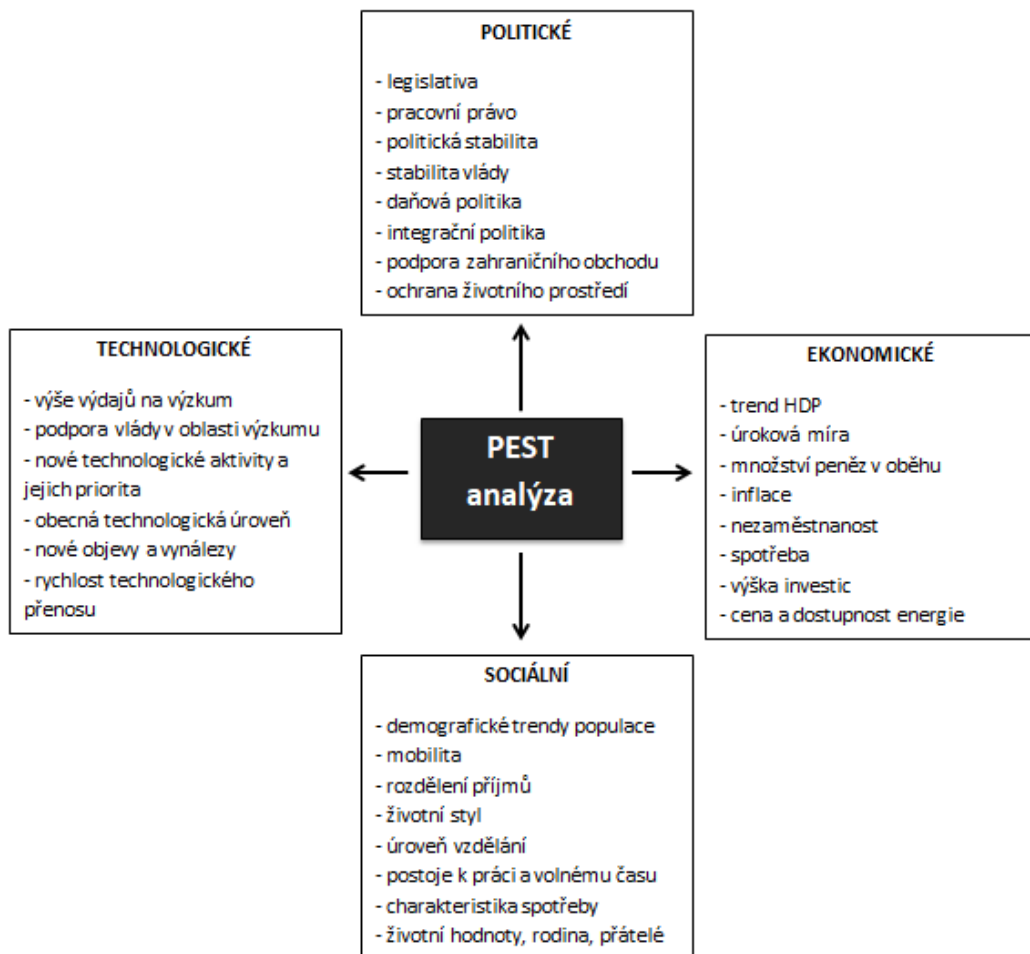 POLITICKÉ
- legislativa
- pracovní právo
- politická stabilita
- stabilita vlády
- daňová politika
- integrační politika
- podpora zahraničního obchodu
- ochrana životního prostředí
TECHNOLOGICKÉ
- výše výdajů na výzkum
- podpora vlády v oblasti výzkumu
- nové technologické aktivity a
jejich priorita
- obecná technologická úroveň
- nové objevy a vynálezy
- rychlost technologického
přenosu
PEST
analýza
EKONOMICKÉ
- trend HDP
- úroková míra
- množství peněz v oběhu
- inflace
- nezaměstnanost
- spotřeba
- výška investic
- cena a dostupnost energie
SOCIÁLNÍ
- demografické trendy populace
- mobilita
- rozdělení příjmů
- životní styl
- úroveň vzdělání
- postoje k práci a volnému času
- charakteristika spotřeby
- životní hodnoty, rodina, přátelé